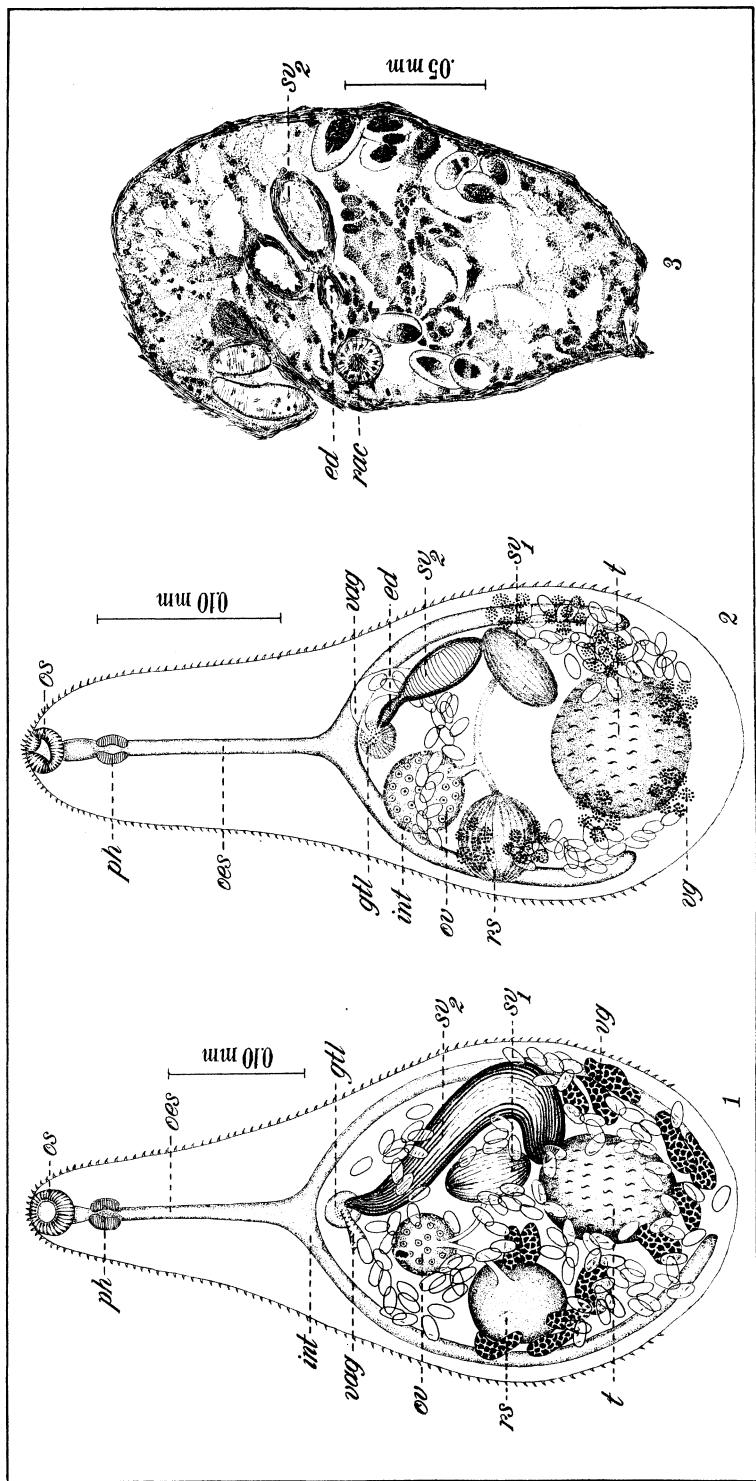 os
ph
oes
0.10 mm
int
gtl
vag
sv₂
ov
sv₁
rs
vg
t
1
os
ph
0.10 mm
oes
vag
gtl
ed
int
sv₂
ov
sv₁
rs
t
vg
2
sv₂
.05 mm
ed
rac
3